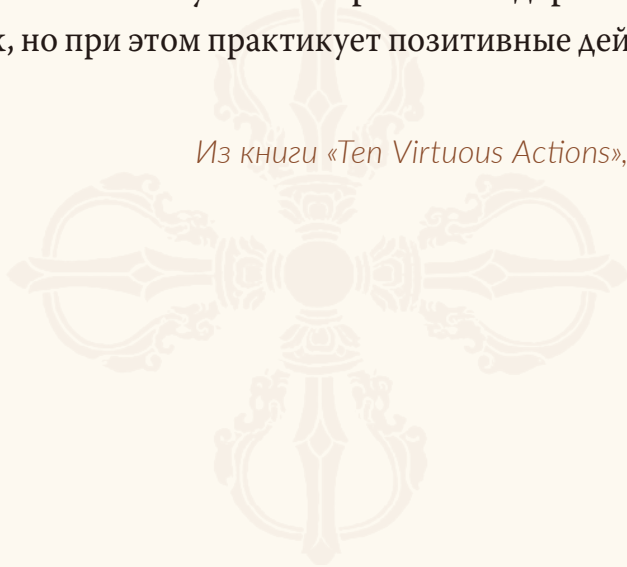 , но при этом практикует позитивные дей
Из книги «Ten Virtuous Actions»,